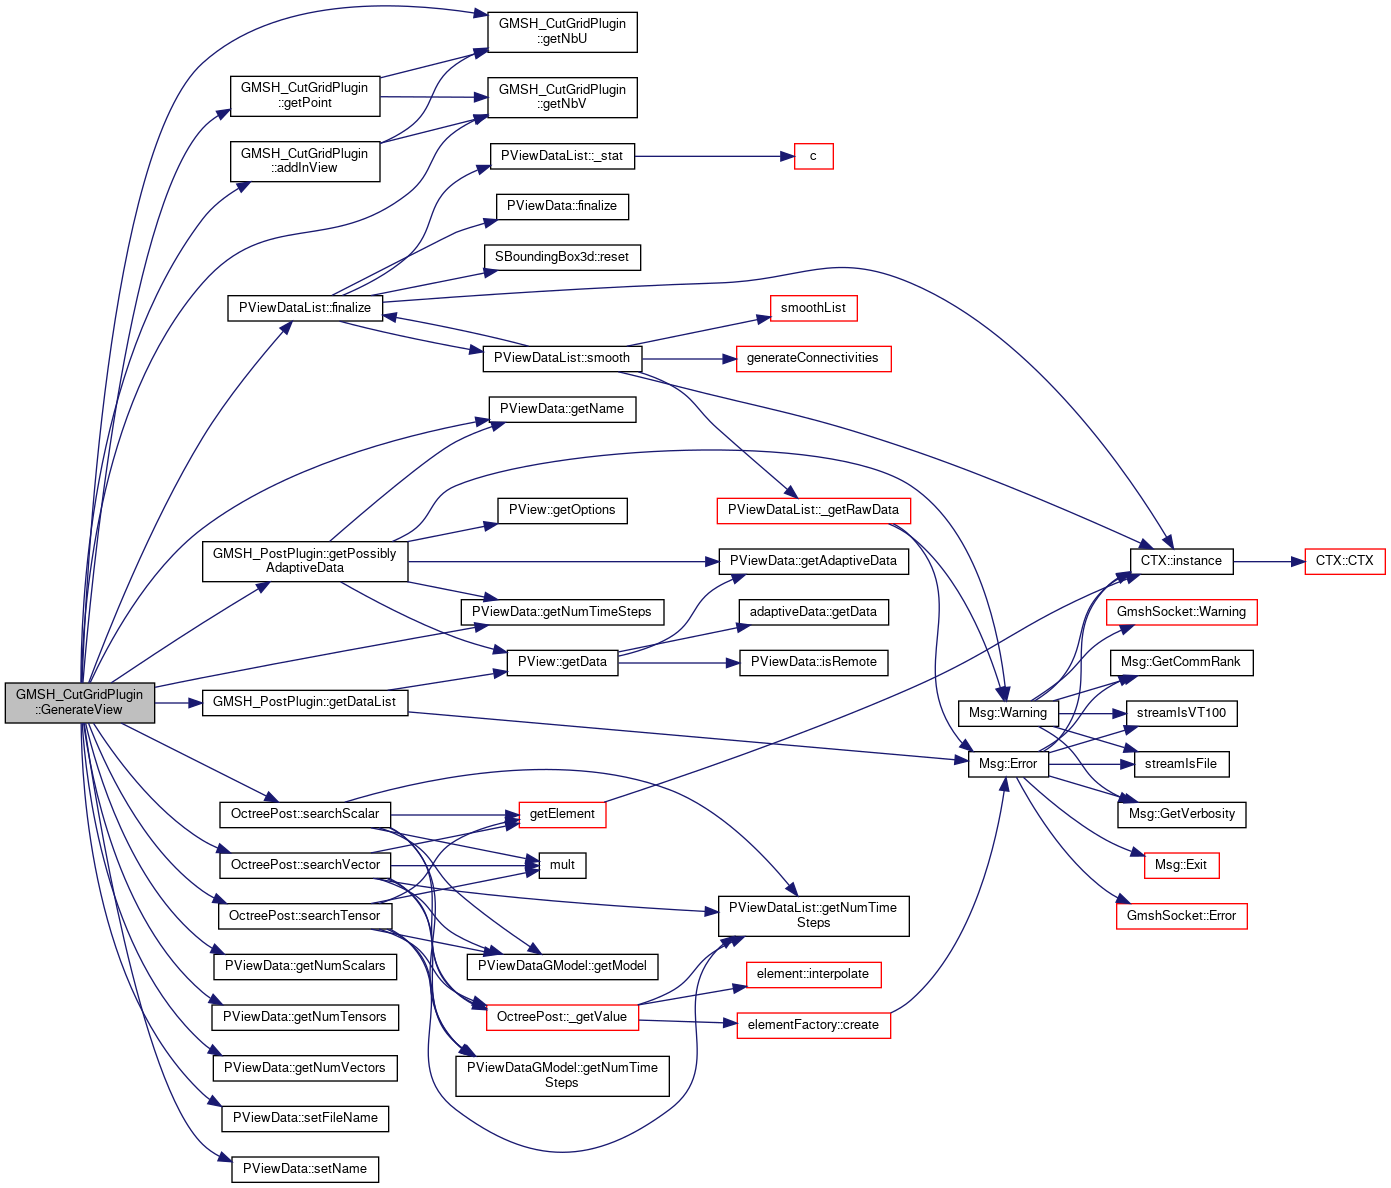 GMSH_CutGridPlugin
::GenerateView
GMSH_CutGridPlugin
::getNbU
GMSH_CutGridPlugin
::getPoint
GMSH_CutGridPlugin
::getNbV
GMSH_CutGridPlugin
::addInView
PViewDataList::_stat
c
PViewData::finalize
SBoundingBox3d::reset
PViewDataList::finalize
smoothList
PViewDataList::smooth
generateConnectivities
PViewData::getName
PView::getOptions
PViewDataList::_getRawData
GMSH_PostPlugin::getPossibly
AdaptiveData
PViewData::getAdaptiveData
CTX::instance
CTX::CTX
PViewData::getNumTimeSteps
adaptiveData::getData
GmshSocket::Warning
PView::getData
PViewData::isRemote
Msg::GetCommRank
GMSH_PostPlugin::getDataList
Msg::Warning
streamIsVT100
Msg::Error
streamIsFile
OctreePost::searchScalar
getElement
Msg::GetVerbosity
OctreePost::searchVector
mult
Msg::Exit
OctreePost::searchTensor
PViewDataList::getNumTime
Steps
GmshSocket::Error
PViewData::getNumScalars
PViewDataGModel::getModel
element::interpolate
PViewData::getNumTensors
OctreePost::_getValue
elementFactory::create
PViewData::getNumVectors
PViewDataGModel::getNumTime
Steps
PViewData::setFileName
PViewData::setName